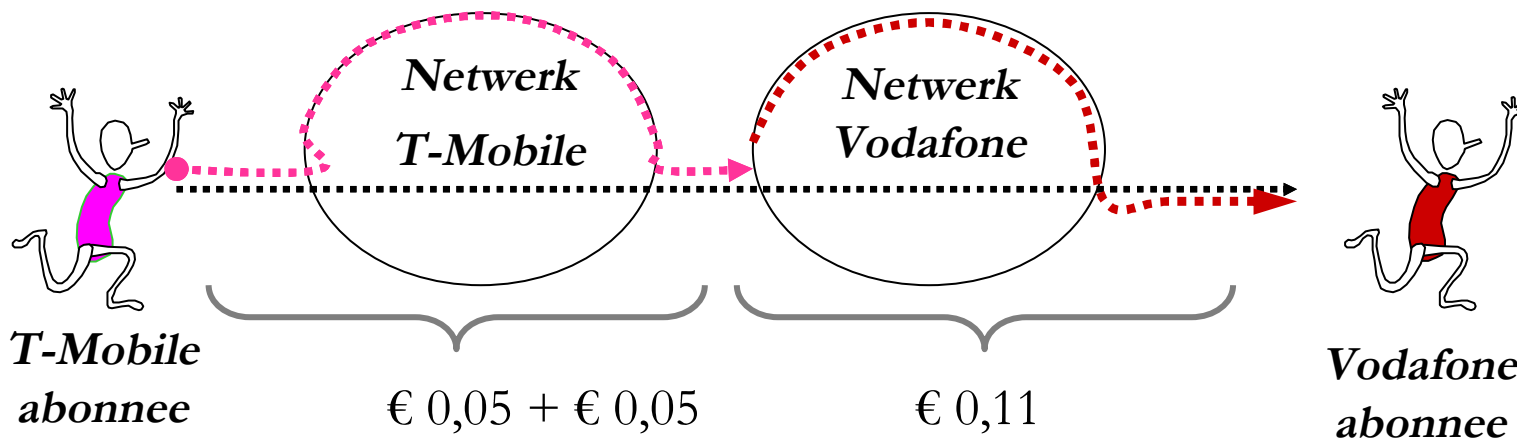 Netwerk
T-Mobile
Netwerk
Vodafone
T-Mobile
abonnee
€ 0,05 + € 0,05
€ 0,11
Vodafone
abonnee